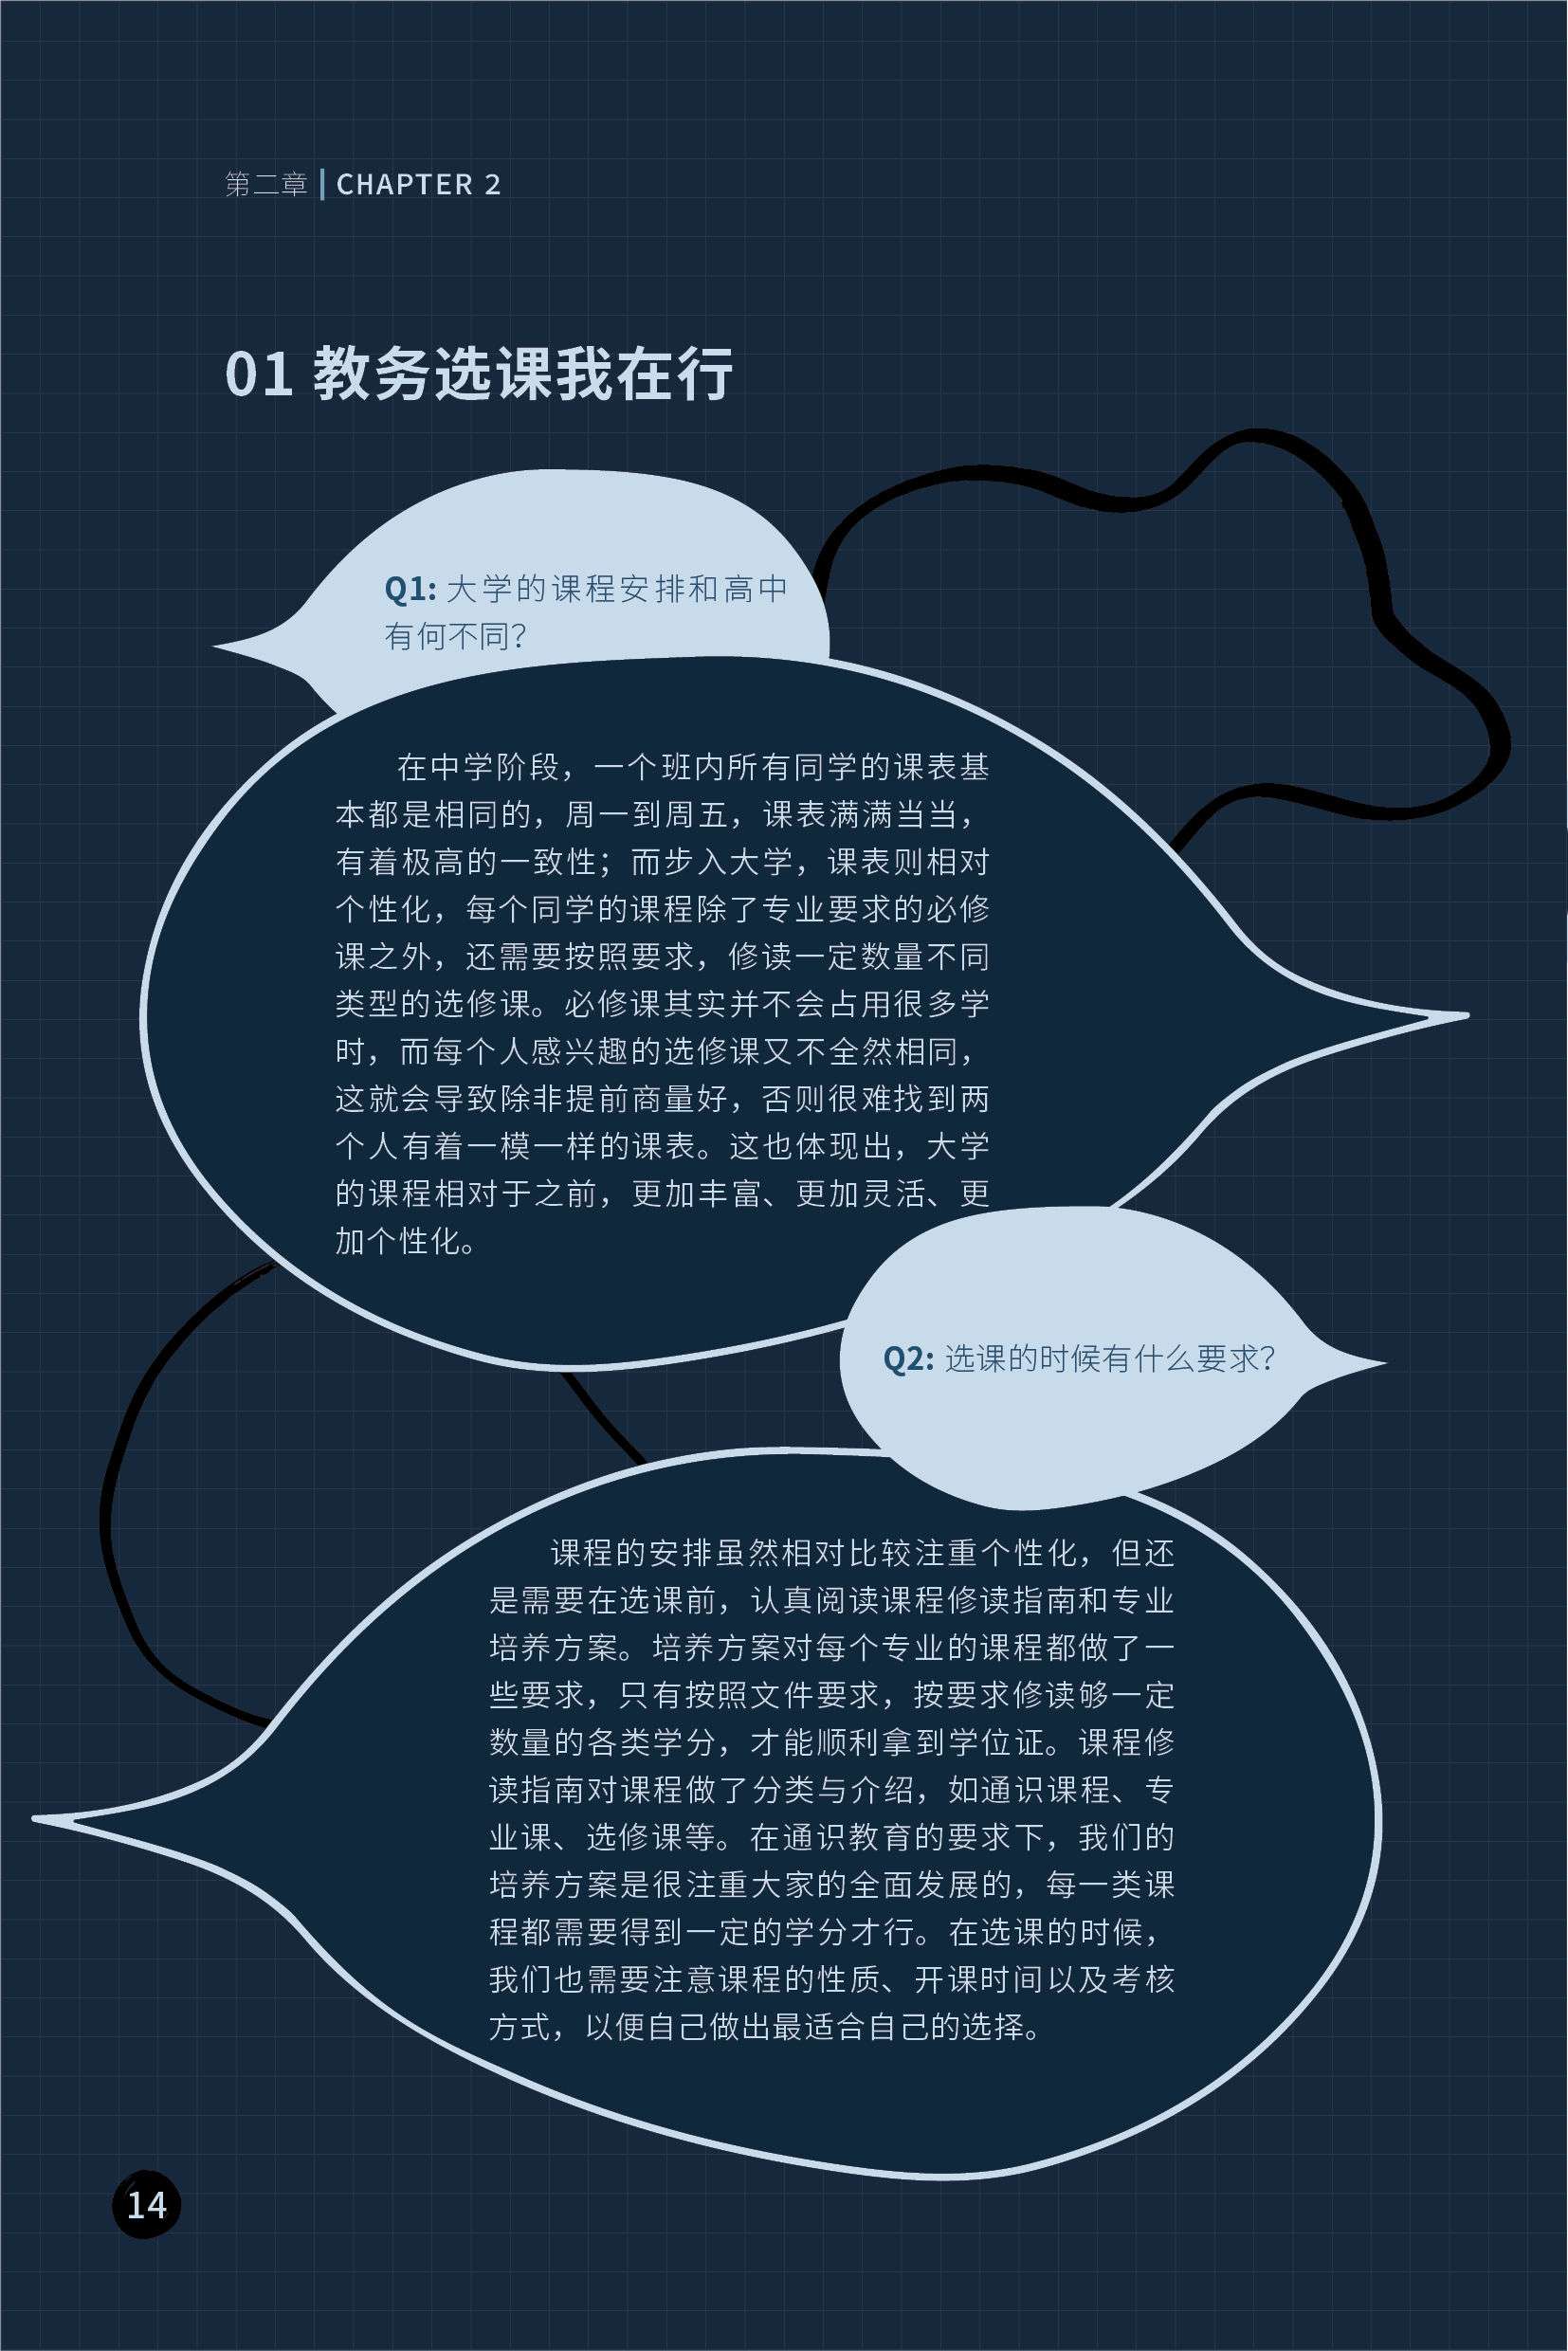 第二章 | CHAPTER 2
01 教务选课我在行
Q1: 大学的课程安排和高中
有何不同？
在中学阶段，一个班内所有同学的课表基
本都是相同的，周一到周五，课表满满当当，
有着极高的一致性；而步入大学，课表则相对
个性化，每个同学的课程除了专业要求的必修
课之外，还需要按照要求，修读一定数量不同
类型的选修课。必修课其实并不会占用很多学
时，而每个人感兴趣的选修课又不全然相同，
这就会导致除非提前商量好，否则很难找到两
个人有着一模一样的课表。这也体现出，大学
的课程相对于之前，更加丰富、更加灵活、更
加个性化。
Q2: 选课的时候有什么要求？
课程的安排虽然相对比较注重个性化，但还
是需要在选课前，认真阅读课程修读指南和专业
培养方案。培养方案对每个专业的课程都做了一
些要求，只有按照文件要求，按要求修读够一定
数量的各类学分，才能顺利拿到学位证。课程修
读指南对课程做了分类与介绍，如通识课程、专
业课、选修课等。在通识教育的要求下，我们的
培养方案是很注重大家的全面发展的，每一类课
程都需要得到一定的学分才行。在选课的时候，
我们也需要注意课程的性质、开课时间以及考核
方式，以便自己做出最适合自己的选择。
14